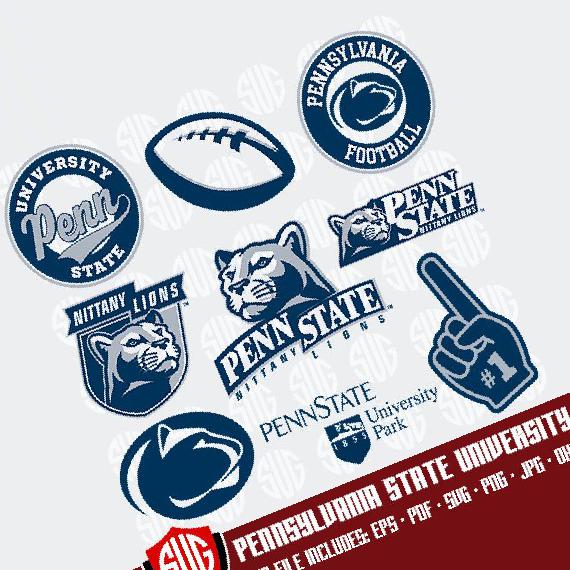 PENNSYLVANIA
FOOTBALL
UNIVERSITY
Penn
STATE
PENN
STATE
NITTANY LIONS
NITTANY LIONS
PENN STATE
NITTANY LIONS
#1
PENNSTATE
1855
University
Park
SVG
PENNSYLVANIA STATE UNIVERSITY
FILE INCLUDES: EPS · PDF · SVG · PNG · JPG ·